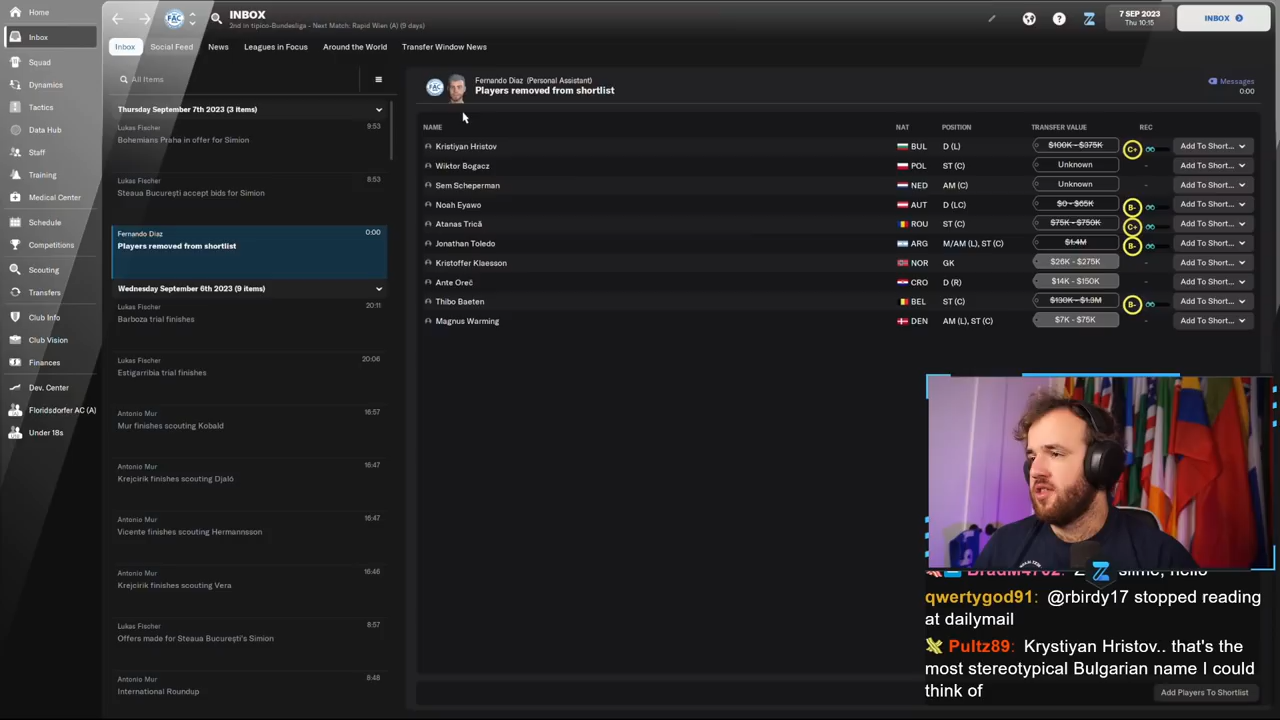 Home
Inbox
Squad
Dynamics
Tactics
Data Hub
Staff
Training
Medical Center
Schedule
Competitions
Scouting
Transfers
Club Info
Club Vision
Finances
Dev. Center
Floridsdorfer AC (A)
Under 18s
FAC
INBOX
2nd in tipico-Bundesliga - Next Match: Rapid Wien (A) (9 days)
7 SEP 2023
Thu 10:15
INBOX
Inbox
Social Feed
News
Leagues in Focus
Around the World
Transfer Window News
All Items
Thursday September 7th 2023 (3 items)
Lukas Fischer 9:53
Bohemians Praha in offer for Simion
Lukas Fischer 8:53
Steaua București accept bids for Simion
Fernando Diaz 0:00
Players removed from shortlist
Wednesday September 6th 2023 (9 items)
Lukas Fischer 20:11
Barboza trial finishes
Lukas Fischer 20:06
Estigarribia trial finishes
Antonio Mur 16:57
Mur finishes scouting Kobald
Antonio Mur 16:47
Krejcirik finishes scouting Djaló
Antonio Mur 16:47
Vicente finishes scouting Hermannsson
Antonio Mur 16:46
Krejcirik finishes scouting Vera
Lukas Fischer 8:57
Offers made for Steaua București's Simion
Antonio Mur 8:48
International Roundup
FAC
Fernando Diaz (Personal Assistant)
Players removed from shortlist
Messages
0:00
NAME NAT POSITION TRANSFER VALUE REC
Kristiyan Hristov BUL D (L) $100K - $375K C+ Add To Short...
Wiktor Bogacz POL ST (C) Unknown - Add To Short...
Sem Scheperman NED AM (C) Unknown - Add To Short...
Noah Eyawo AUT D (LC) $0 - $65K B- Add To Short...
Atanas Trică ROU ST (C) $75K - $750K C+ Add To Short...
Jonathan Toledo ARG M/AM (L), ST (C) $1.4M B- Add To Short...
Kristoffer Klaesson NOR GK $26K - $275K - Add To Short...
Ante Oreč CRO D (R) $14K - $150K - Add To Short...
Thibo Baeten BEL ST (C) $130K - $1.3M B- Add To Short...
Magnus Warming DEN AM (L), ST (C) $7K - $75K - Add To Short...
qwertygod91: @rbirdy17 stopped reading
at dailymail
Pultz89: Krystiyan Hristov.. that's the
most stereotypical Bulgarian name I could
think of
Add Players To Shortlist